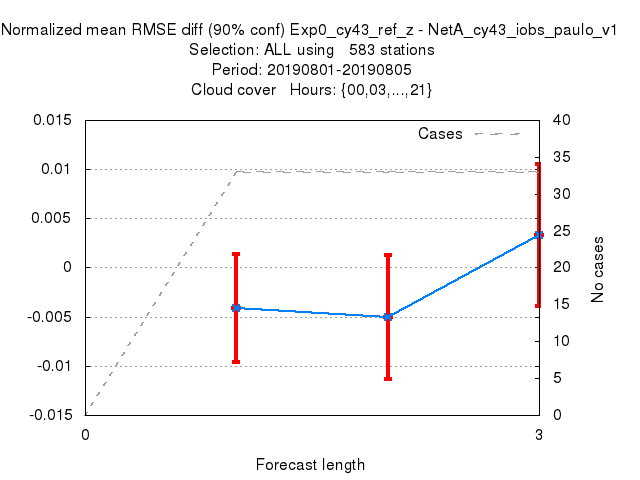 Normalized mean RMSE diff (90% conf) Exp0_cy43_ref_z - NetA_cy43_iobs_paulo_v1
Selection: ALL using   583 stations
Period: 20190801-20190805
Cloud cover   Hours: {00,03,...,21}
Cases
0.015
0.01
0.005
0
-0.005
-0.01
-0.015
40
35
30
25
20
15
10
5
0
No cases
0
3
Forecast length